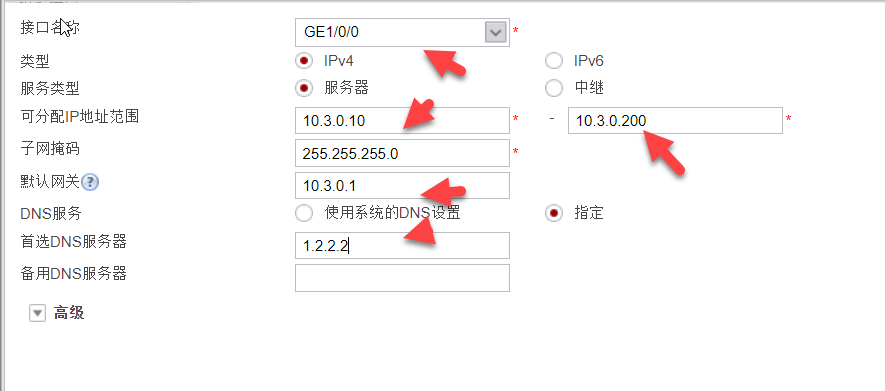 接口名称 GE1/0/0 *
类型 IPv4 IPv6
服务类型 服务器 中继
可分配IP地址范围 10.3.0.10 * - 10.3.0.200 *
子网掩码 255.255.255.0 *
默认网关 ? 10.3.0.1
DNS服务 使用系统的DNS设置 指定
首选DNS服务器 1.2.2.2
备用DNS服务器
高级